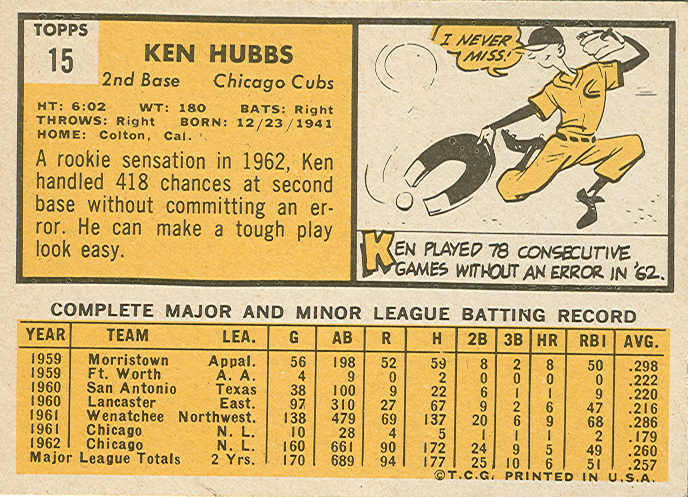 TOPPS
15
KEN HUBBS
2nd Base Chicago Cubs
HT: 6:02 WT: 180 BATS: Right
THROWS: Right BORN: 12/23/1941
HOME: Colton, Cal.
A rookie sensation in 1962, Ken
handled 418 chances at second
base without committing an er-
ror. He can make a tough play
look easy.
I NEVER
MISS!
C
KEN PLAYED 78 CONSECUTIVE
GAMES WITHOUT AN ERROR IN '62.
COMPLETE MAJOR AND MINOR LEAGUE BATTING RECORD
YEAR TEAM LEA. G AB R H 2B 3B HR RBI AVG.
1959 Morristown Appal. 56 198 52 59 8 2 8 50 .298
1959 Ft. Worth A. A. 4 9 0 2 0 0 0 0 .222
1960 San Antonio Texas 38 100 9 22 5 1 1 9 .220
1960 Lancaster East. 97 310 27 67 9 2 6 47 .216
1961 Wenatchee Northwest. 138 479 69 137 20 6 9 68 .286
1961 Chicago N. L. 10 28 4 5 1 1 1 2 .179
1962 Chicago N. L. 160 661 90 172 24 9 5 49 .260
Major League Totals 2 Yrs. 170 689 94 177 25 10 6 51 .257
©T.C.G. PRINTED IN U.S.A.